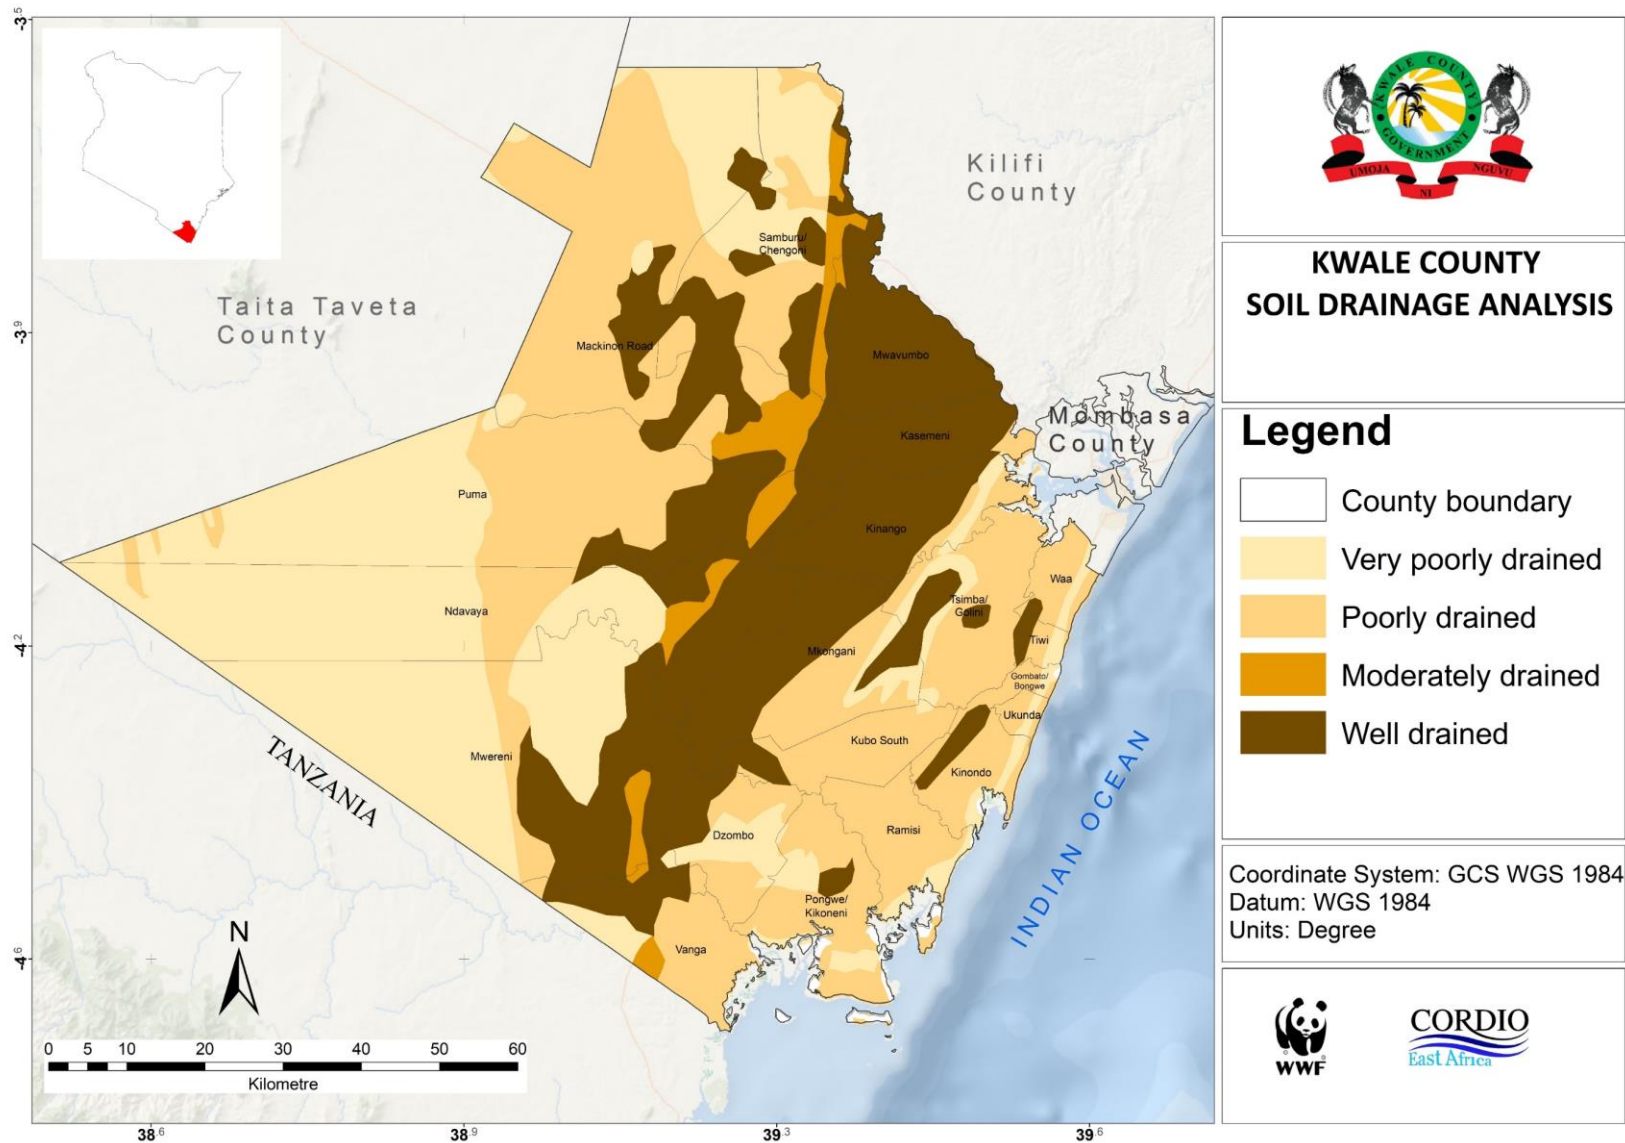 Kilifi
County
Samburu/
Chengoni
Taita Taveta
County
Mackinon Road
Mwavumbo
Mombasa
County
Kasemeni
Puma
Kinango
Waa
Tsimba/
Golini
Ndavaya
Tiwi
Mkongani
Gombato/
Bongwe
Ukunda
Kubo South
Mwereni
Kinondo
TANZANIA
Dzombo
Ramisi
INDIAN OCEAN
Pongwe/
Kikoneni
Vanga
N
0 5 10 20 30 40 50 60
Kilometre
3.5
3.9
4.2
4.6
38.6
38.9
39.3
39.6
KWALE COUNTY
GOVERNMENT
UMOJA
NI
NGUVU
KWALE COUNTY
SOIL DRAINAGE ANALYSIS
Legend
County boundary
Very poorly drained
Poorly drained
Moderately drained
Well drained
Coordinate System: GCS WGS 1984
Datum: WGS 1984
Units: Degree
WWF
CORDIO
East Africa